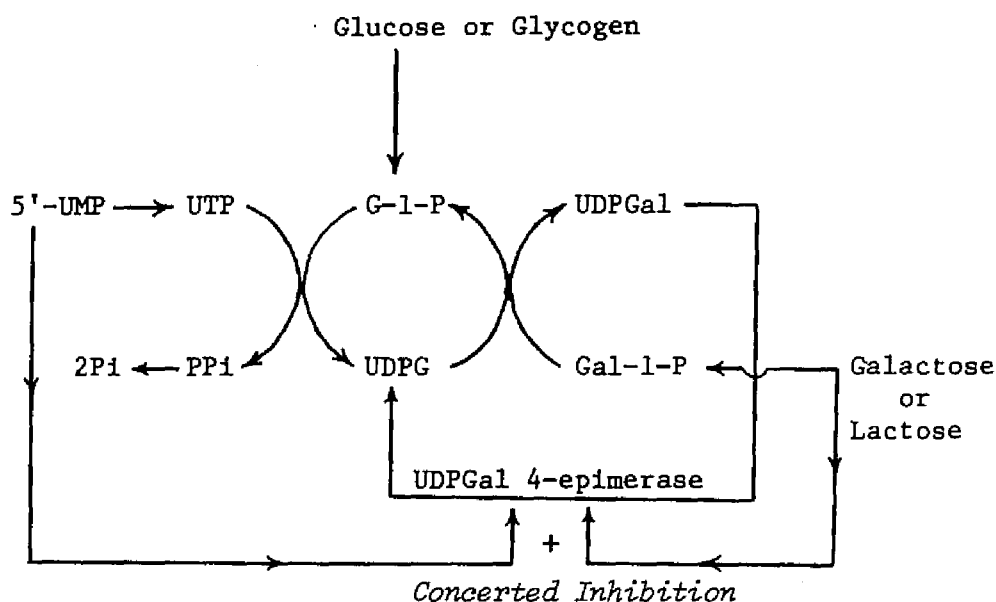 Glucose or Glycogen
5'-UMP UTP G-1-P UDPGal
2Pi PPi UDPG Gal-1-P Galactose
or
Lactose
UDPGal 4-epimerase
+
Concerted Inhibition